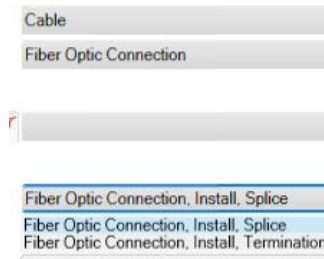 Cable
Fiber Optic Connection
Fiber Optic Connection, Install, Splice
Fiber Optic Connection, Install, Splice
Fiber Optic Connection, Install, Termination